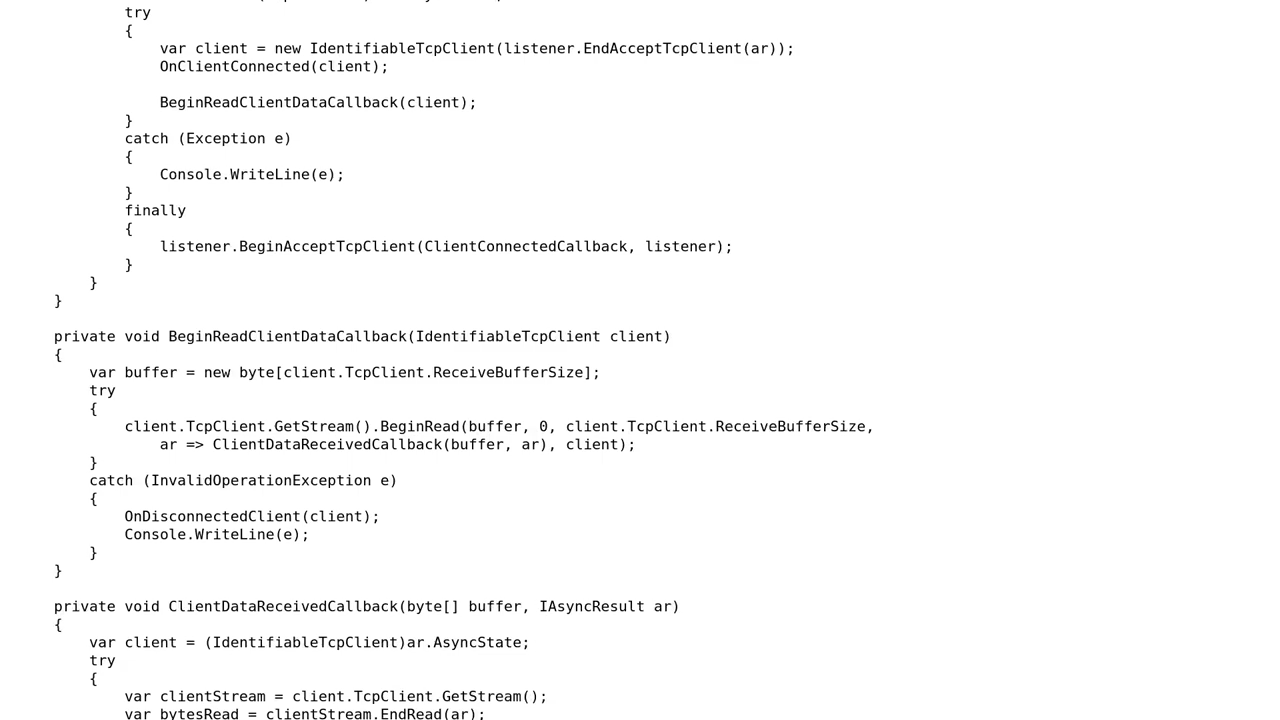 try
{
var client = new IdentifiableTcpClient(listener.EndAcceptTcpClient(ar));
OnClientConnected(client);
BeginReadClientDataCallback(client);
}
catch (Exception e)
{
Console.WriteLine(e);
}
finally
{
listener.BeginAcceptTcpClient(ClientConnectedCallback, listener);
}
}
}
private void BeginReadClientDataCallback(IdentifiableTcpClient client)
{
var buffer = new byte[client.TcpClient.ReceiveBufferSize];
try
{
client.TcpClient.GetStream().BeginRead(buffer, 0, client.TcpClient.ReceiveBufferSize,
ar => ClientDataReceivedCallback(buffer, ar), client);
}
catch (InvalidOperationException e)
{
OnDisconnectedClient(client);
Console.WriteLine(e);
}
}
private void ClientDataReceivedCallback(byte[] buffer, IAsyncResult ar)
{
var client = (IdentifiableTcpClient)ar.AsyncState;
try
{
var clientStream = client.TcpClient.GetStream();
var bytesRead = clientStream.EndRead(ar);